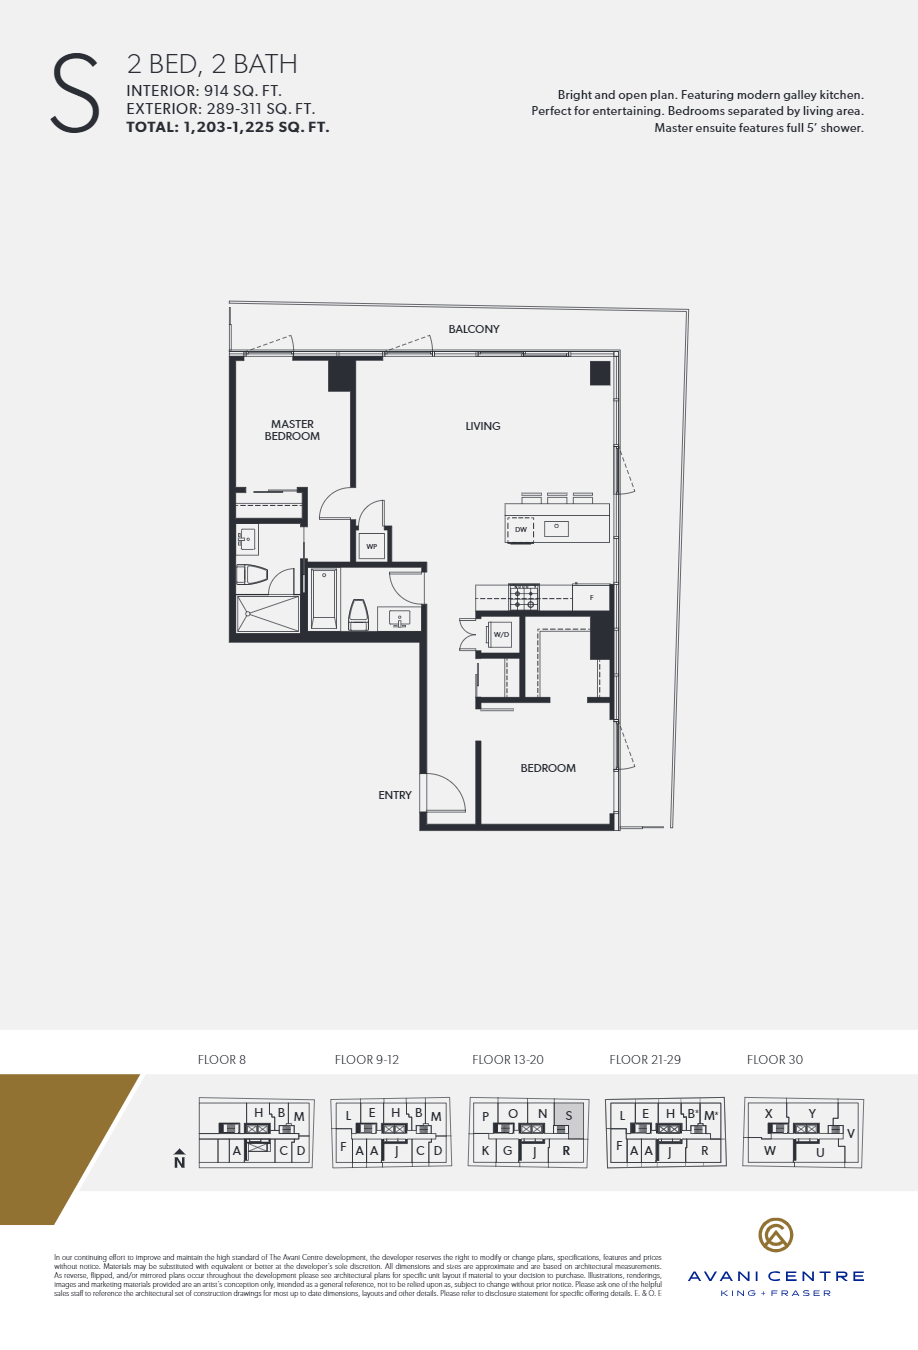 S
2 BED, 2 BATH
INTERIOR: 914 SQ. FT.
EXTERIOR: 289-311 SQ. FT.
TOTAL: 1,203-1,225 SQ. FT.
Bright and open plan. Featuring modern galley kitchen.
Perfect for entertaining. Bedrooms separated by living area.
Master ensuite features full 5’ shower.
BALCONY
MASTER
BEDROOM
LIVING
DW
WP
F
W/D
BEDROOM
ENTRY
FLOOR 8
FLOOR 9-12
FLOOR 13-20
FLOOR 21-29
FLOOR 30
H B M
A C D
L E H B M
F A A J C D
P O N S
K G J R
L E H B* M*
F A A J R
X Y
V
W U
N
In our continuing effort to improve and maintain the high standard of The Avani Centre development, the developer reserves the right to modify or change plans, specifications, features and prices
without notice. Materials may be substituted with equivalent or better at the developer’s sole discretion. All dimensions and sizes are approximate and are based on architectural measurements.
As reverse, flipped, and/or mirrored plans occur throughout the development please see architectural plans for specific unit layout if material to your decision to purchase. Illustrations, renderings,
images and marketing materials provided are an artist’s conception only, intended as a general reference, not to be relied upon as, subject to change without prior notice. Please ask one of the helpful
sales staff to reference the architectural set of construction drawings for most up to date dimensions, layouts and other details. Please refer to disclosure statement for specific offering details. E. & O. E
AVANI CENTRE
KING + FRASER